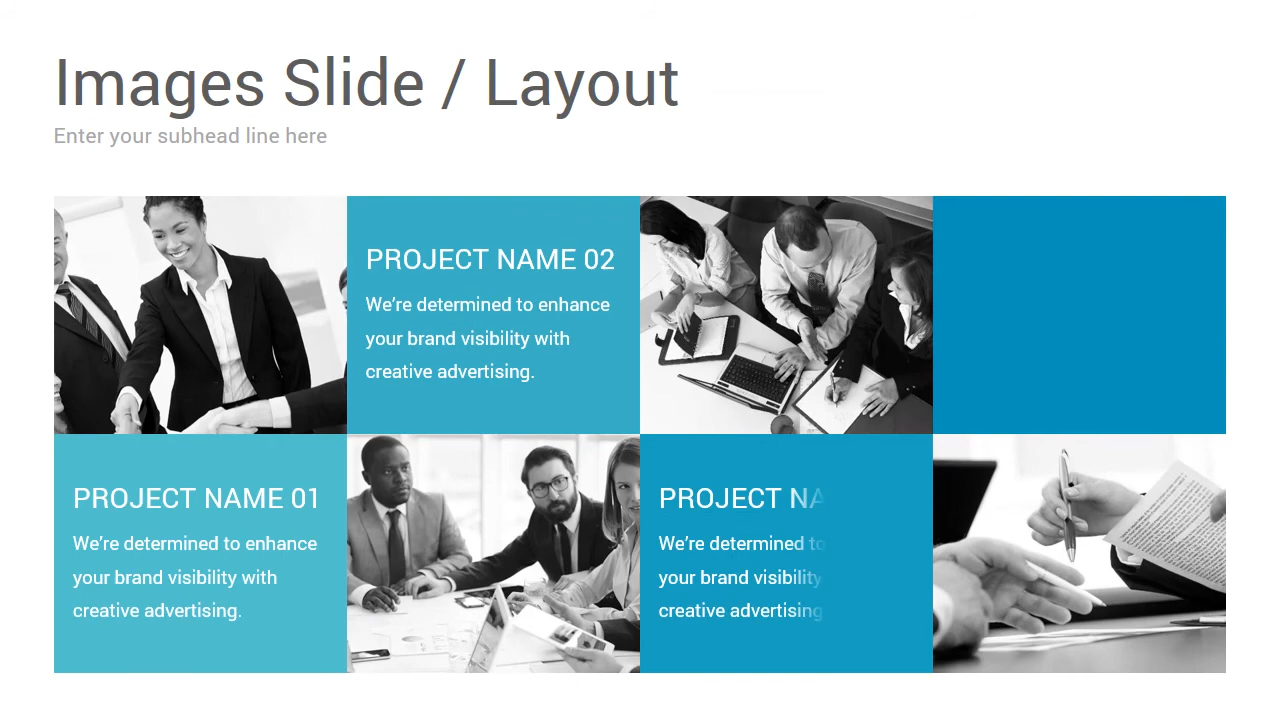 Images Slide / Layout
Enter your subhead line here
PROJECT NAME 02
We’re determined to enhance
your brand visibility with
creative advertising.
PROJECT NAME 01
We’re determined to enhance
your brand visibility with
creative advertising.
PROJECT NA
We’re determined to
your brand visibility
creative advertising